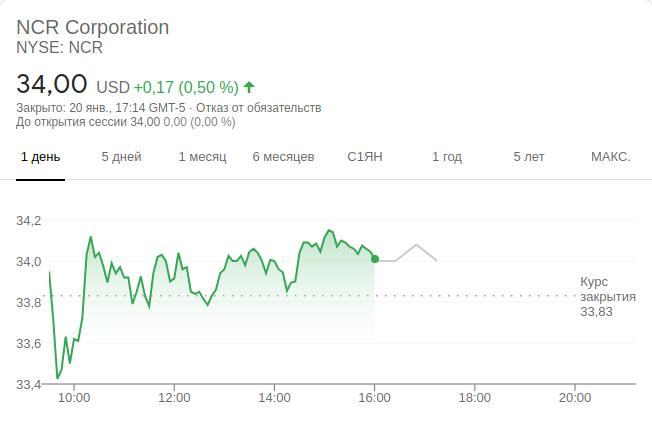 NCR Corporation
NYSE: NCR
34,00 USD +0,17 (0,50 %)
Закрыто: 20 янв., 17:14 GMT-5 · Отказ от обязательств
До открытия сессии 34,00 0,00 (0,00 %)
1 день 5 дней 1 месяц 6 месяцев С1ЯН 1 год 5 лет МАКС.
34,2
34,0
33,8
33,6
33,4
Курс
закрытия
33,83
10:00 12:00 14:00 16:00 18:00 20:00